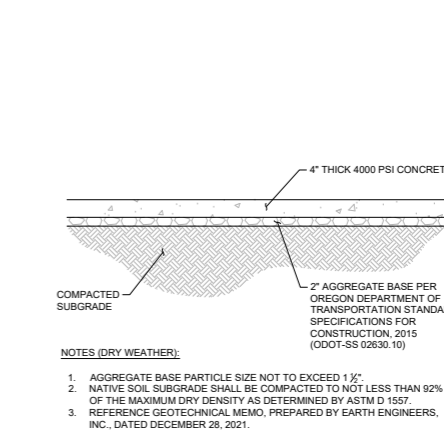 4" THICK 4000 PSI CONCRET
COMPACTED
SUBGRADE
2" AGGREGATE BASE PER
OREGON DEPARTMENT OF
TRANSPORTATION STANDA
SPECIFICATIONS FOR
CONSTRUCTION, 2015
(ODOT-SS 02630.10)
NOTES (DRY WEATHER):
1. AGGREGATE BASE PARTICLE SIZE NOT TO EXCEED 1 ½".
2. NATIVE SOIL SUBGRADE SHALL BE COMPACTED TO NOT LESS THAN 92%
OF THE MAXIMUM DRY DENSITY AS DETERMINED BY ASTM D 1557.
3. REFERENCE GEOTECHNICAL MEMO, PREPARED BY EARTH ENGINEERS,
INC., DATED DECEMBER 28, 2021.